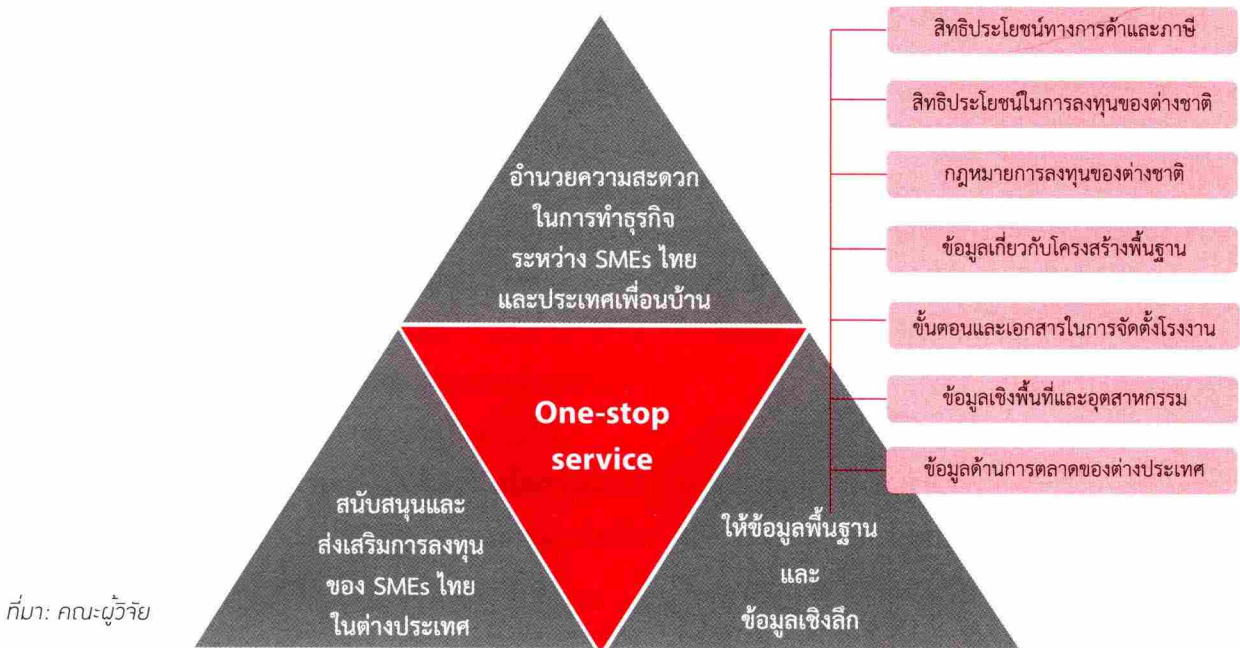 อำนวยความสะดวก
ในการทำธุรกิจ
ระหว่าง SMEs ไทย
และประเทศเพื่อนบ้าน
One-stop
service
สนับสนุนและ
ส่งเสริมการลงทุน
ของ SMEs ไทย
ในต่างประเทศ
ให้ข้อมูลพื้นฐาน
และ
ข้อมูลเชิงลึก
สิทธิประโยชน์ทางการค้าและภาษี
สิทธิประโยชน์ในการลงทุนของต่างชาติ
กฎหมายการลงทุนของต่างชาติ
ข้อมูลเกี่ยวกับโครงสร้างพื้นฐาน
ขั้นตอนและเอกสารในการจัดตั้งโรงงาน
ข้อมูลเชิงพื้นที่และอุตสาหกรรม
ข้อมูลด้านการตลาดของต่างประเทศ
ที่มา: คณะผู้วิจัย